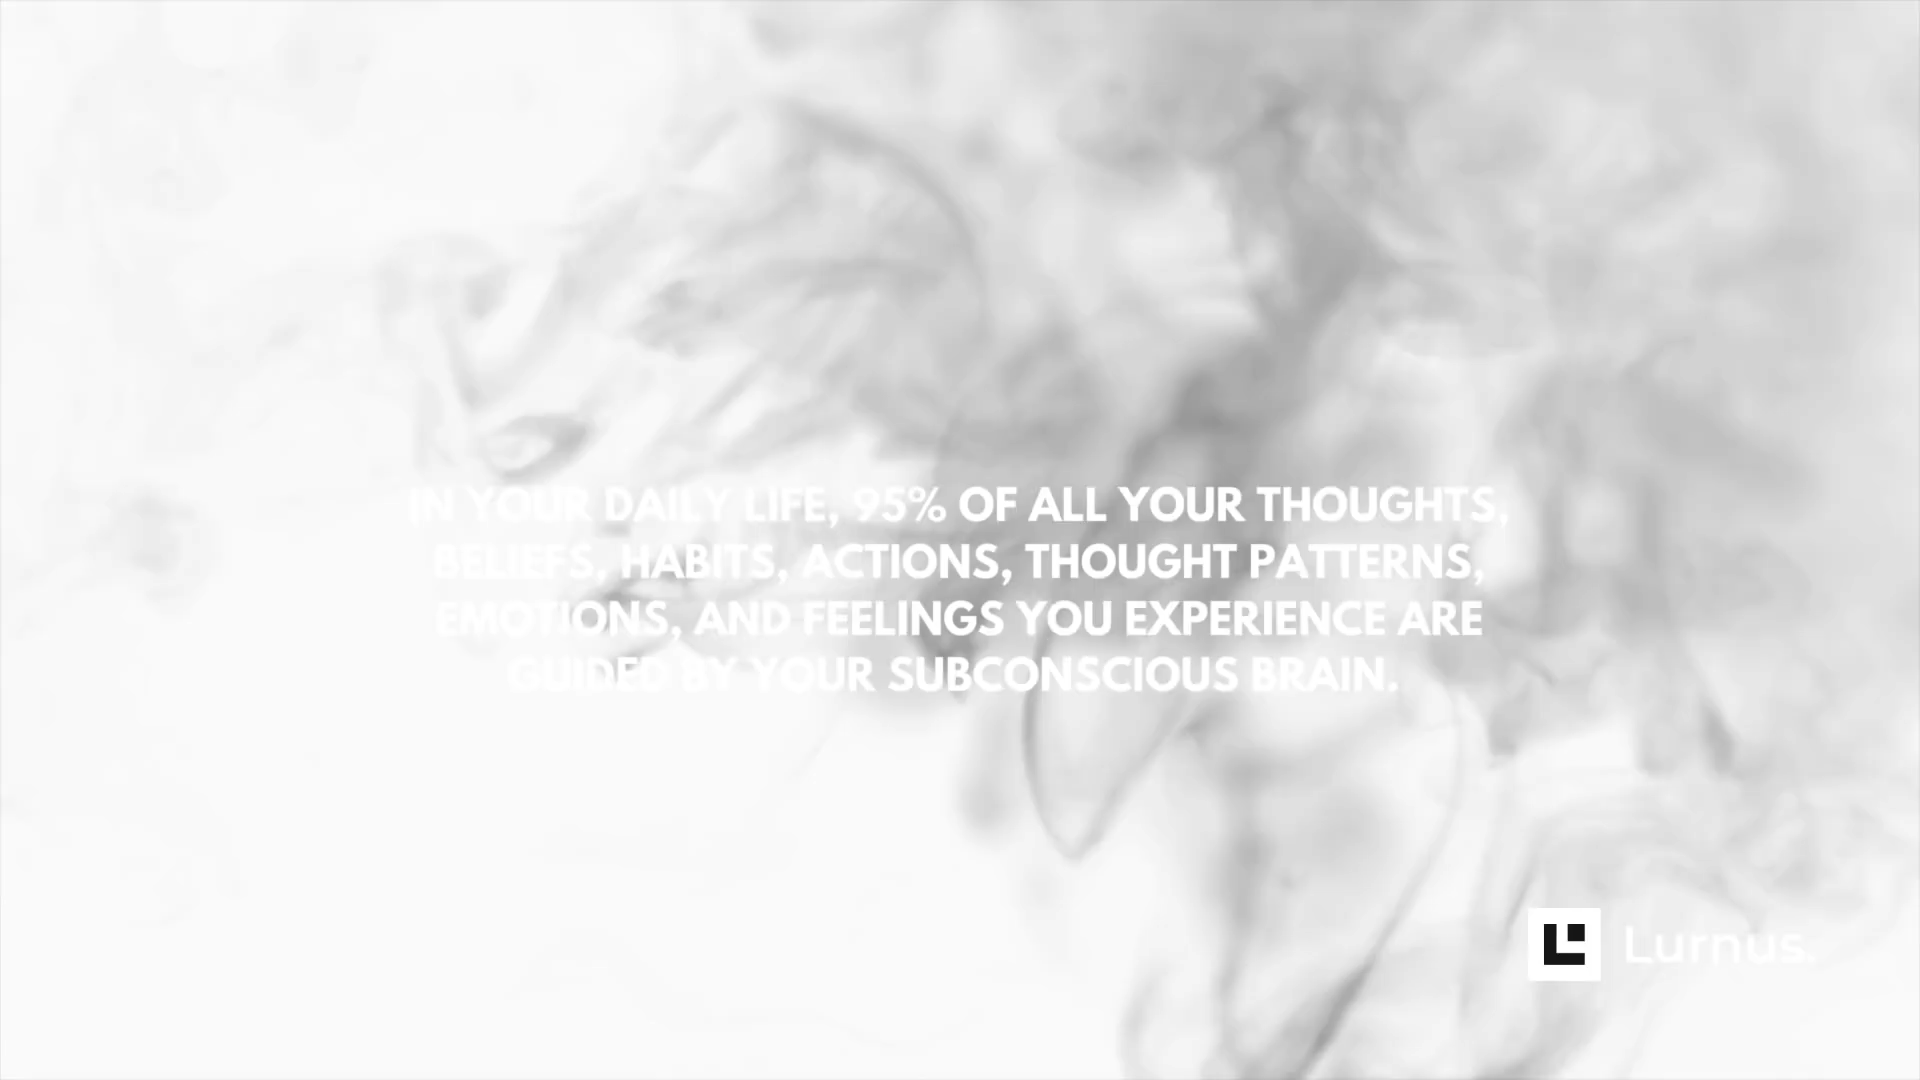 IN YOUR DAILY LIFE, 95% OF ALL YOUR THOUGHTS,
BELIEFS, HABITS, ACTIONS, THOUGHT PATTERNS,
EMOTIONS, AND FEELINGS YOU EXPERIENCE ARE
GUIDED BY YOUR SUBCONSCIOUS BRAIN.
Lurnus.